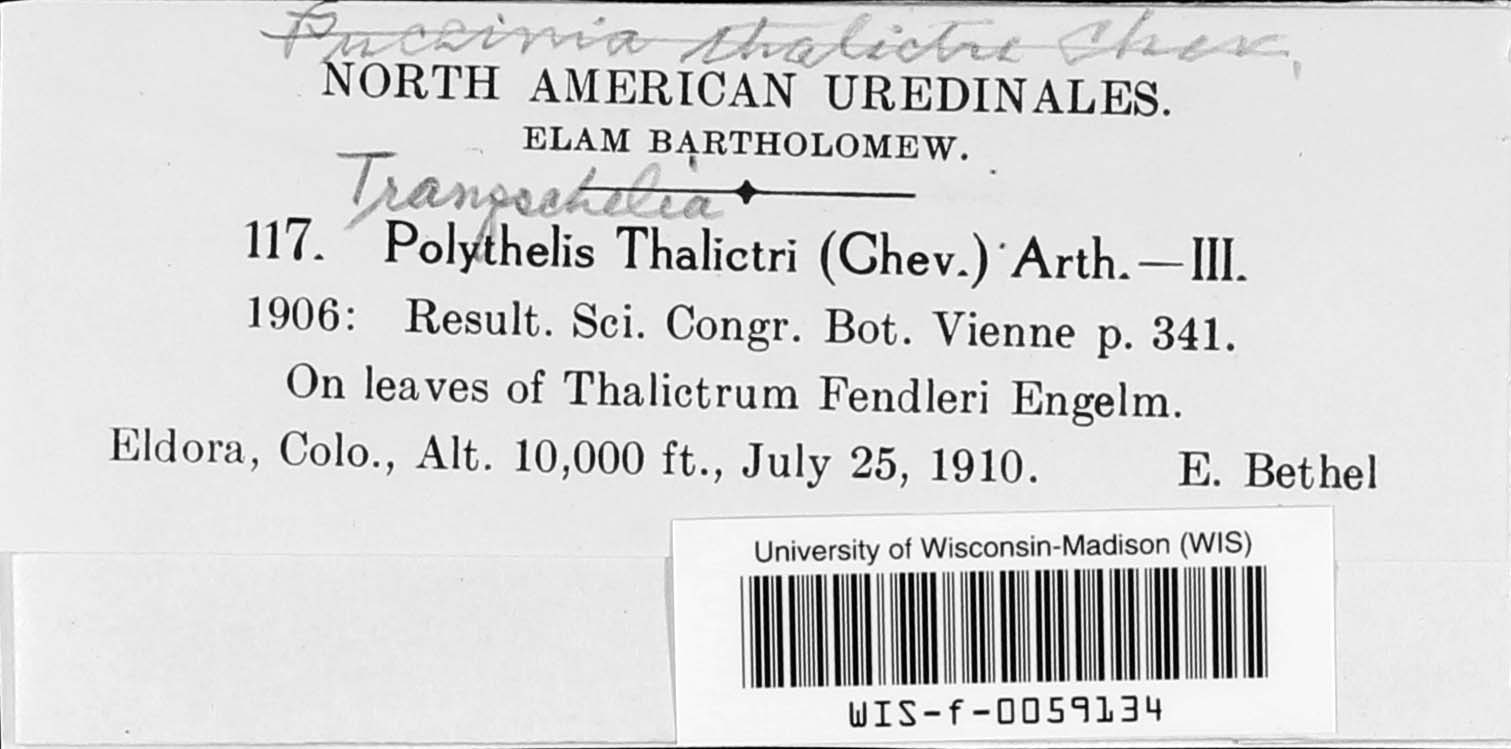 Puccinia thalictri Chev.
NORTH AMERICAN UREDINALES.
ELAM BARTHOLOMEW.
Transchelia
117. Polythelis Thalictri (Chev.) Arth.—III.
1906: Result. Sci. Congr. Bot. Vienne p. 341.
On leaves of Thalictrum Fendleri Engelm.
Eldora, Colo., Alt. 10,000 ft., July 25, 1910. E. Bethel
University of Wisconsin-Madison (WIS)
WIS-f-0059134